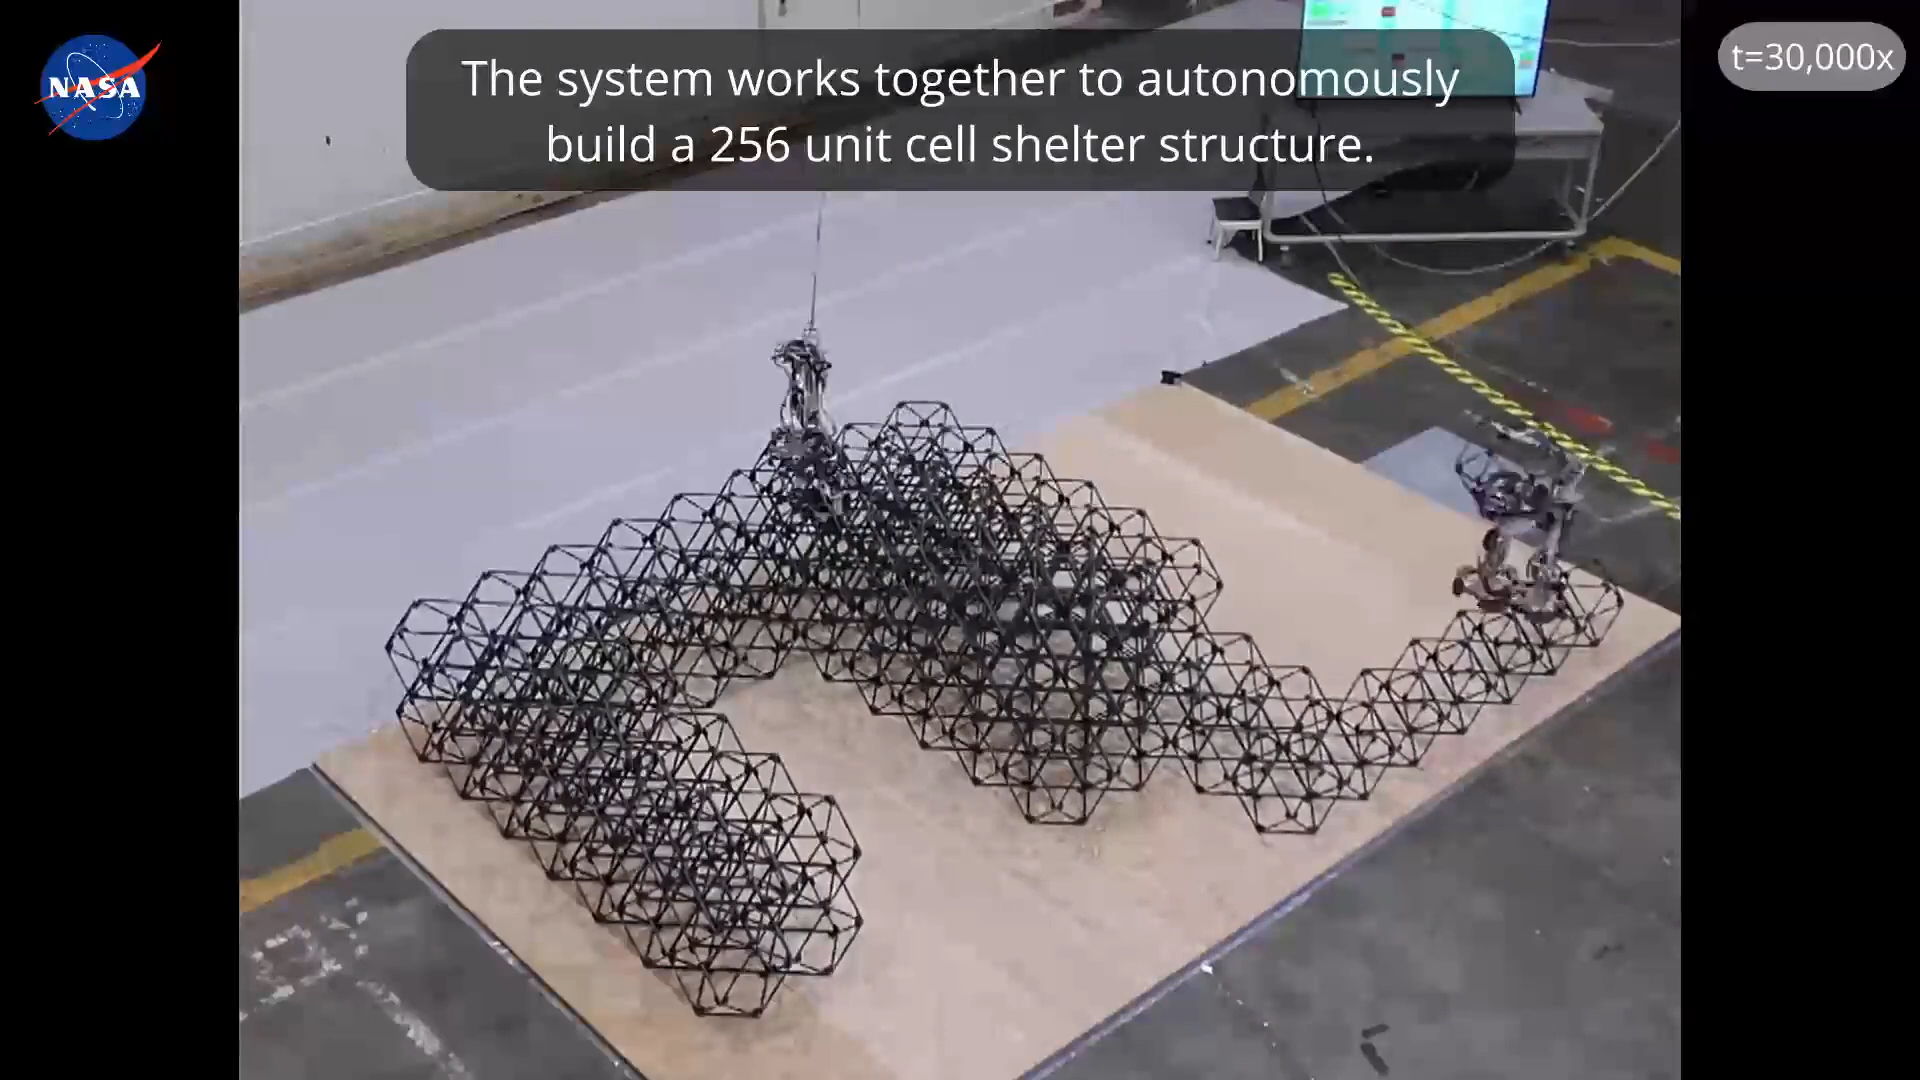 NASA
The system works together to autonomously
build a 256 unit cell shelter structure.
t=30,000x